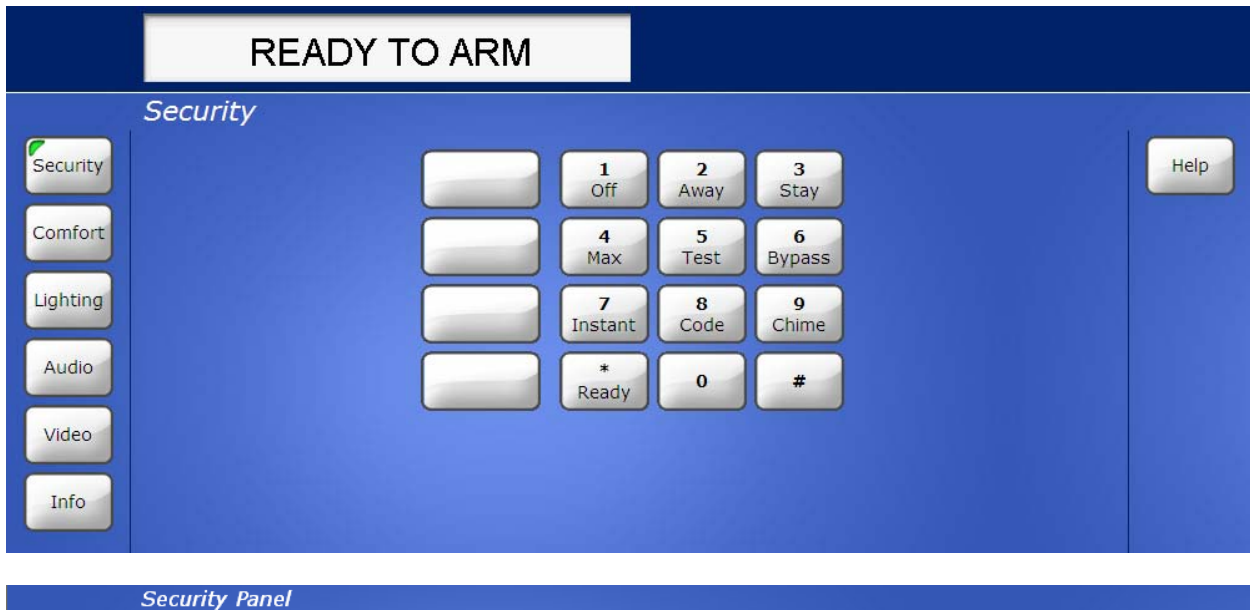 READY TO ARM
Security
Security
Comfort
Lighting
Audio
Video
Info
1 2 3
Off Away Stay
4 5 6
Max Test Bypass
7 8 9
Instant Code Chime
* 0 #
Ready
Help
Security Panel